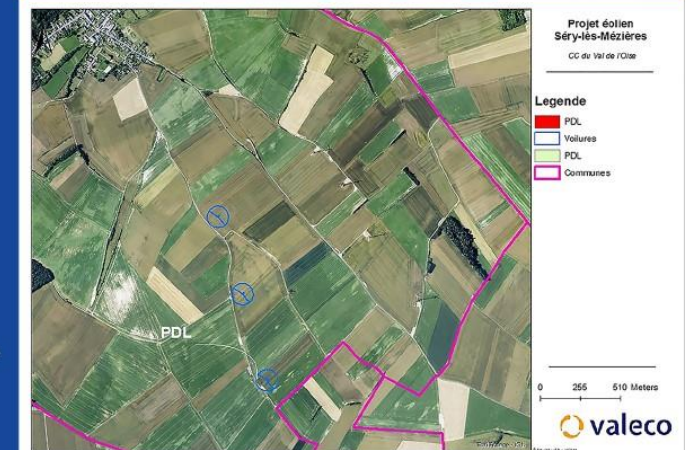 Projet éolien
Séry-lès-Mézières
CC du Val de l'Oise
Legende
PDL
Voilures
PDL
Communes
PDL
0 255 510 Meters
valeco